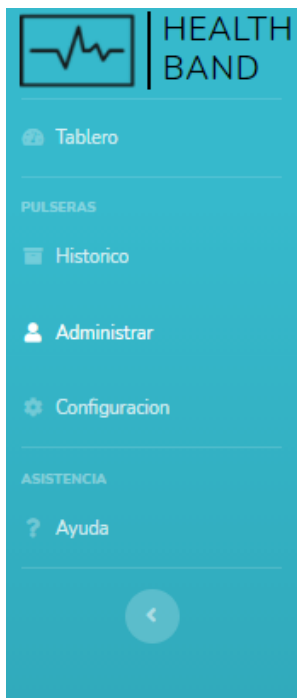 HEALTH
BAND
Tablero
PULSERAS
Historico
Administrar
Configuracion
ASISTENCIA
? Ayuda